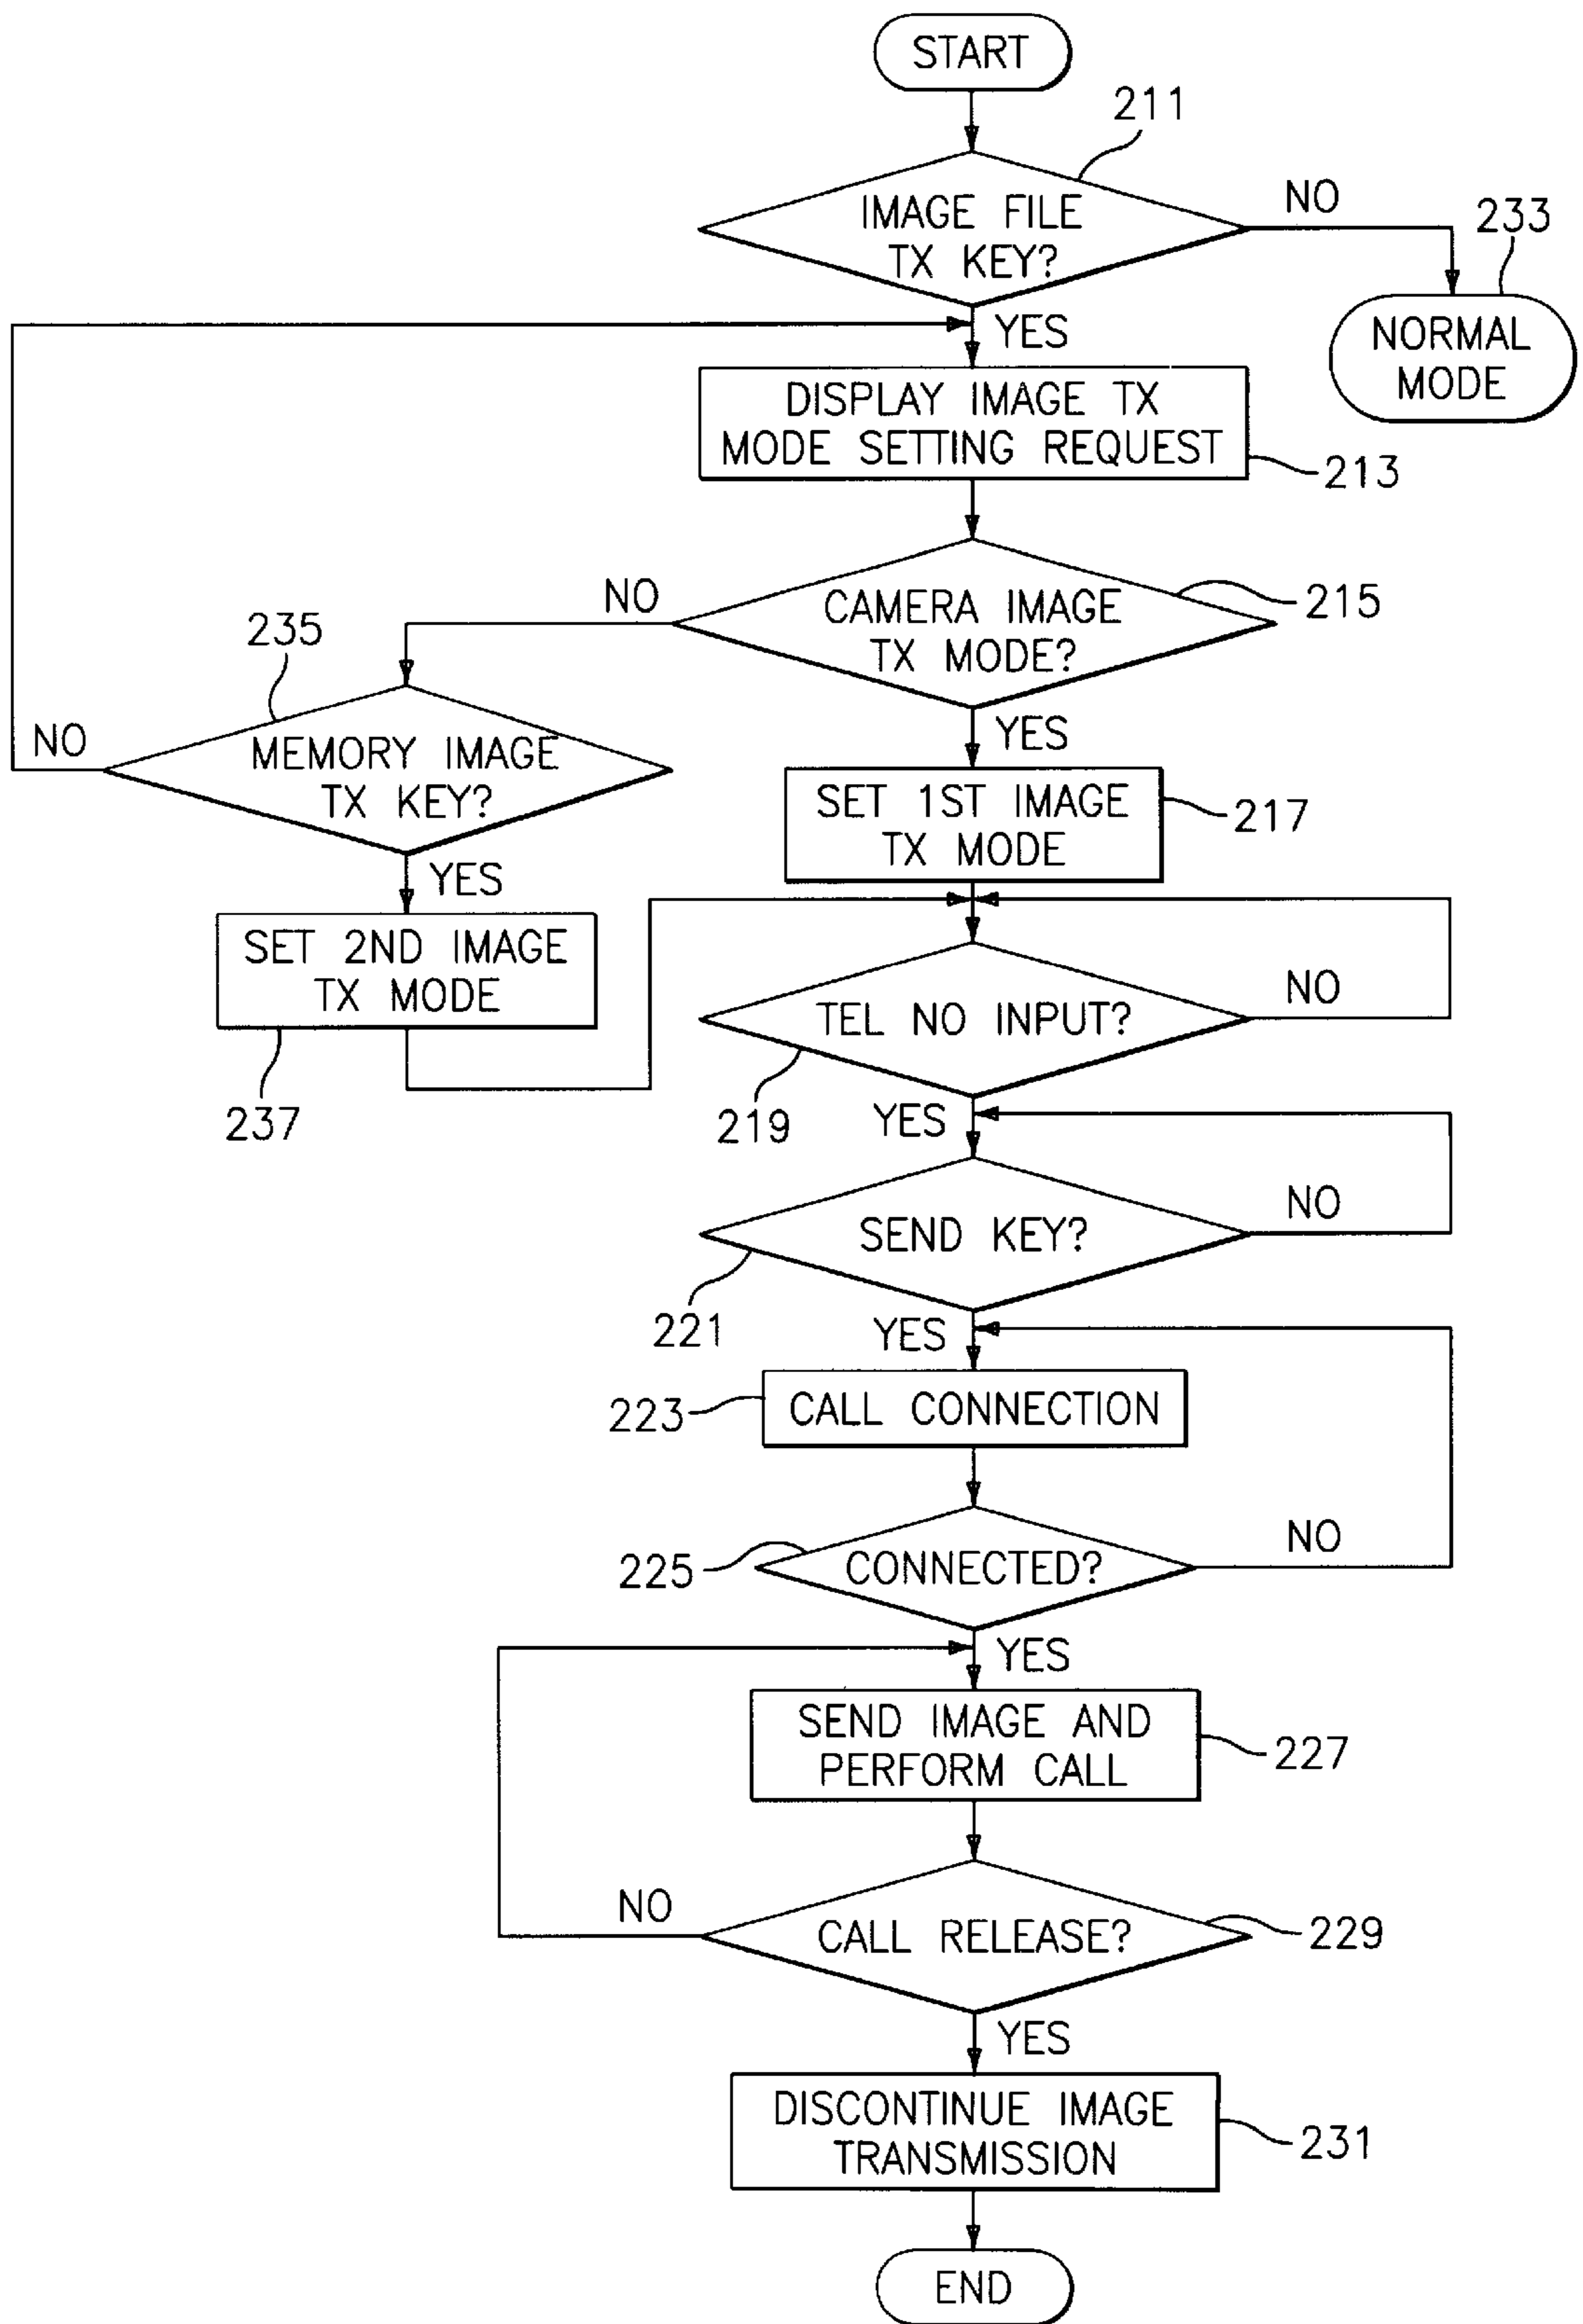 START
211
IMAGE FILE
TX KEY?
NO
233
NORMAL
MODE
YES
DISPLAY IMAGE TX
MODE SETTING REQUEST
213
NO
CAMERA IMAGE
TX MODE?
215
235
NO
MEMORY IMAGE
TX KEY?
YES
SET 1ST IMAGE
TX MODE
217
YES
SET 2ND IMAGE
TX MODE
237
TEL NO INPUT?
NO
219
YES
SEND KEY?
NO
221
YES
223
CALL CONNECTION
225
CONNECTED?
NO
YES
SEND IMAGE AND
PERFORM CALL
227
NO
CALL RELEASE?
229
YES
DISCONTINUE IMAGE
TRANSMISSION
231
END